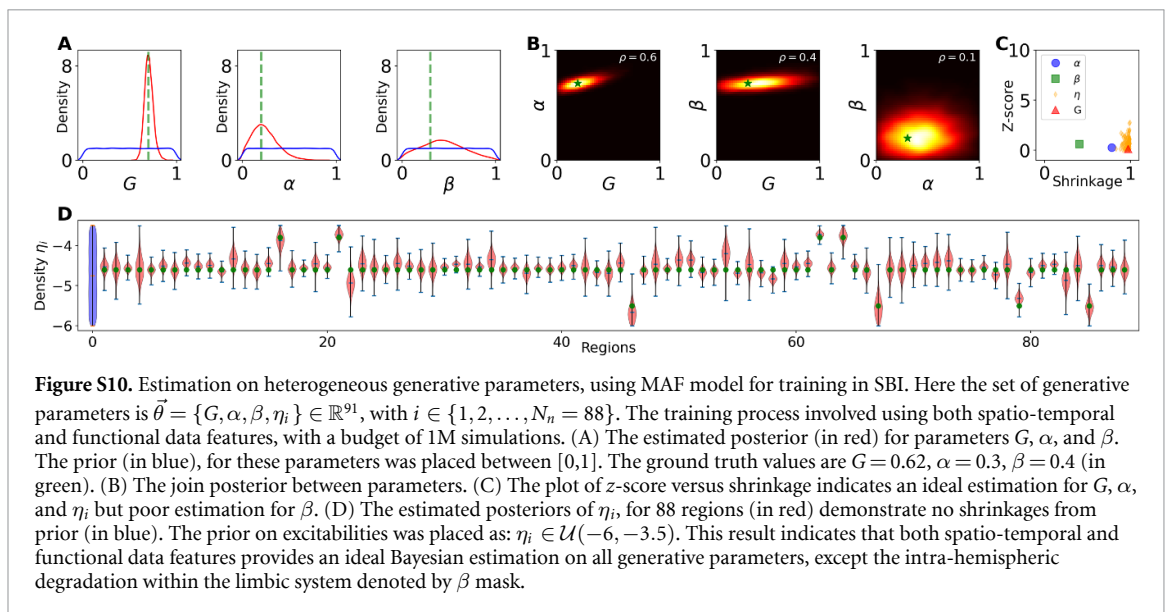 A
B
C
8
Density
0
G
1
8
Density
0
α
1
8
Density
0
β
1
1
α
0
0
G
1
ρ = 0.6
1
β
0
0
G
1
ρ = 0.4
1
β
0
0
α
1
ρ = 0.1
10
Z-score
5
0
0
Shrinkage
1
α
β
η
G
D
Density ηᵢ
−4
−5
−6
0
20
40
60
80
Regions
Figure S10. Estimation on heterogeneous generative parameters, using MAF model for training in SBI. Here the set of generative
parameters is θ⃗ = {G, α, β, ηᵢ} ∈ ℝ⁹¹, with i ∈ {1, 2, …, Nₙ = 88}. The training process involved using both spatio-temporal
and functional data features, with a budget of 1M simulations. (A) The estimated posterior (in red) for parameters G, α, and β.
The prior (in blue), for these parameters was placed between [0,1]. The ground truth values are G = 0.62, α = 0.3, β = 0.4 (in
green). (B) The join posterior between parameters. (C) The plot of z-score versus shrinkage indicates an ideal estimation for G, α,
and ηᵢ but poor estimation for β. (D) The estimated posteriors of ηᵢ, for 88 regions (in red) demonstrate no shrinkages from
prior (in blue). The prior on excitabilities was placed as: ηᵢ ∈ 𝒰(−6, −3.5). This result indicates that both spatio-temporal and
functional data features provides an ideal Bayesian estimation on all generative parameters, except the intra-hemispheric
degradation within the limbic system denoted by β mask.